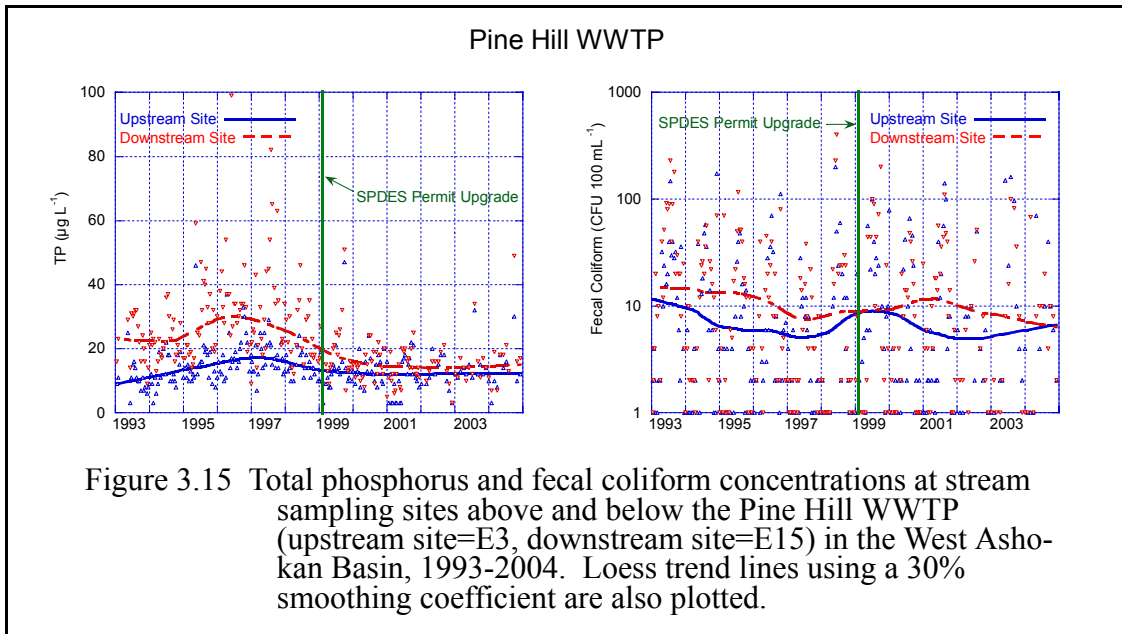 Pine Hill WWTP
100
80
60
40
20
0
TP (µg L⁻¹)
Upstream Site
Downstream Site
SPDES Permit Upgrade
1993 1995 1997 1999 2001 2003
1000
100
10
1
Fecal Coliform (CFU 100 mL⁻¹)
SPDES Permit Upgrade
Upstream Site
Downstream Site
1993 1995 1997 1999 2001 2003
Figure 3.15 Total phosphorus and fecal coliform concentrations at stream
sampling sites above and below the Pine Hill WWTP
(upstream site=E3, downstream site=E15) in the West Asho-
kan Basin, 1993-2004. Loess trend lines using a 30%
smoothing coefficient are also plotted.